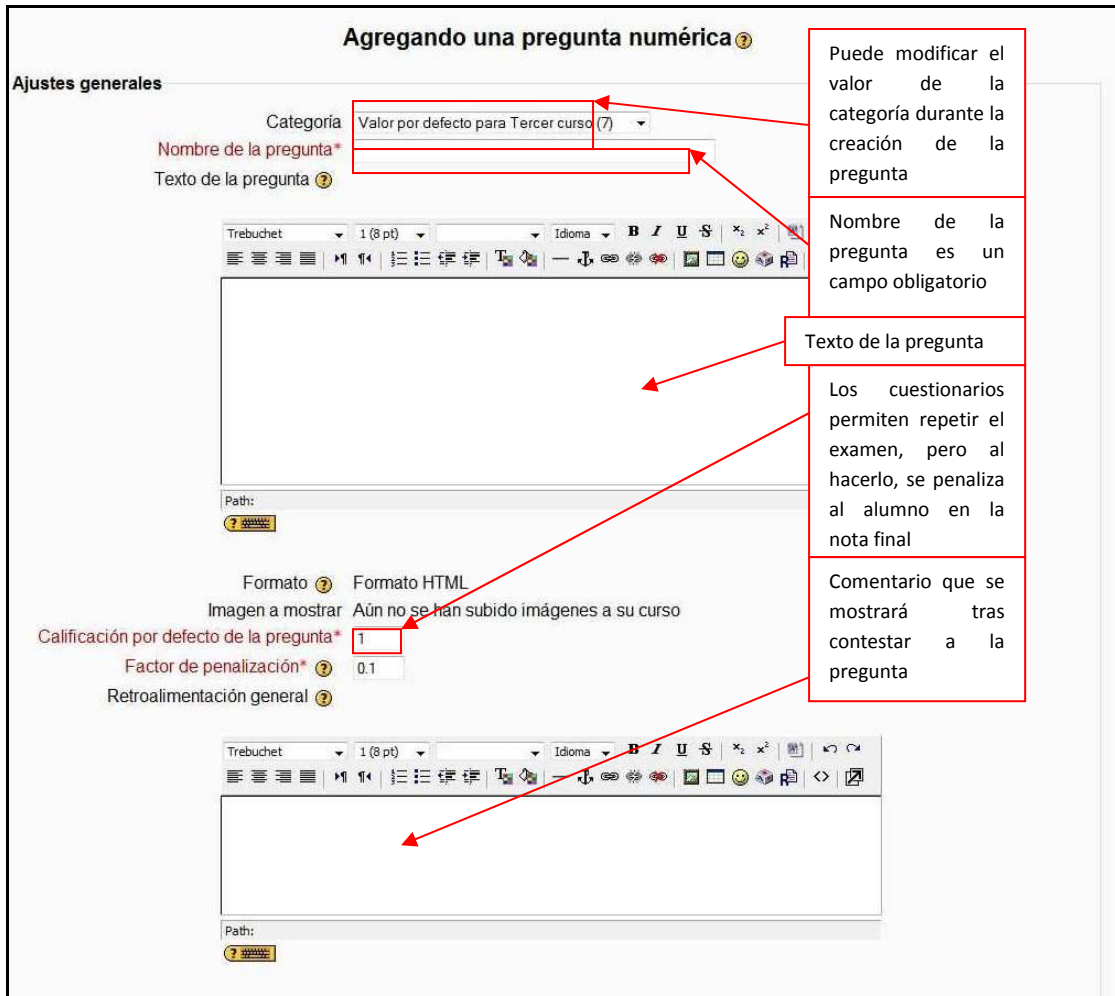 Agregando una pregunta numérica
Ajustes generales
Categoría Valor por defecto para Tercer curso (7)
Nombre de la pregunta*
Texto de la pregunta
Trebuchet 1 (8 pt) Idioma B I U S x₂ x²
Path:
Formato Formato HTML
Imagen a mostrar Aún no se han subido imágenes a su curso
Calificación por defecto de la pregunta* 1
Factor de penalización* 0.1
Retroalimentación general
Trebuchet 1 (8 pt) Idioma B I U S x₂ x²
Path:
Puede modificar el
valor de la
categoría durante la
creación de la
pregunta
Nombre de la
pregunta es un
campo obligatorio
Texto de la pregunta
Los cuestionarios
permiten repetir el
examen, pero al
hacerlo, se penaliza
al alumno en la
nota final
Comentario que se
mostrará tras
contestar a la
pregunta